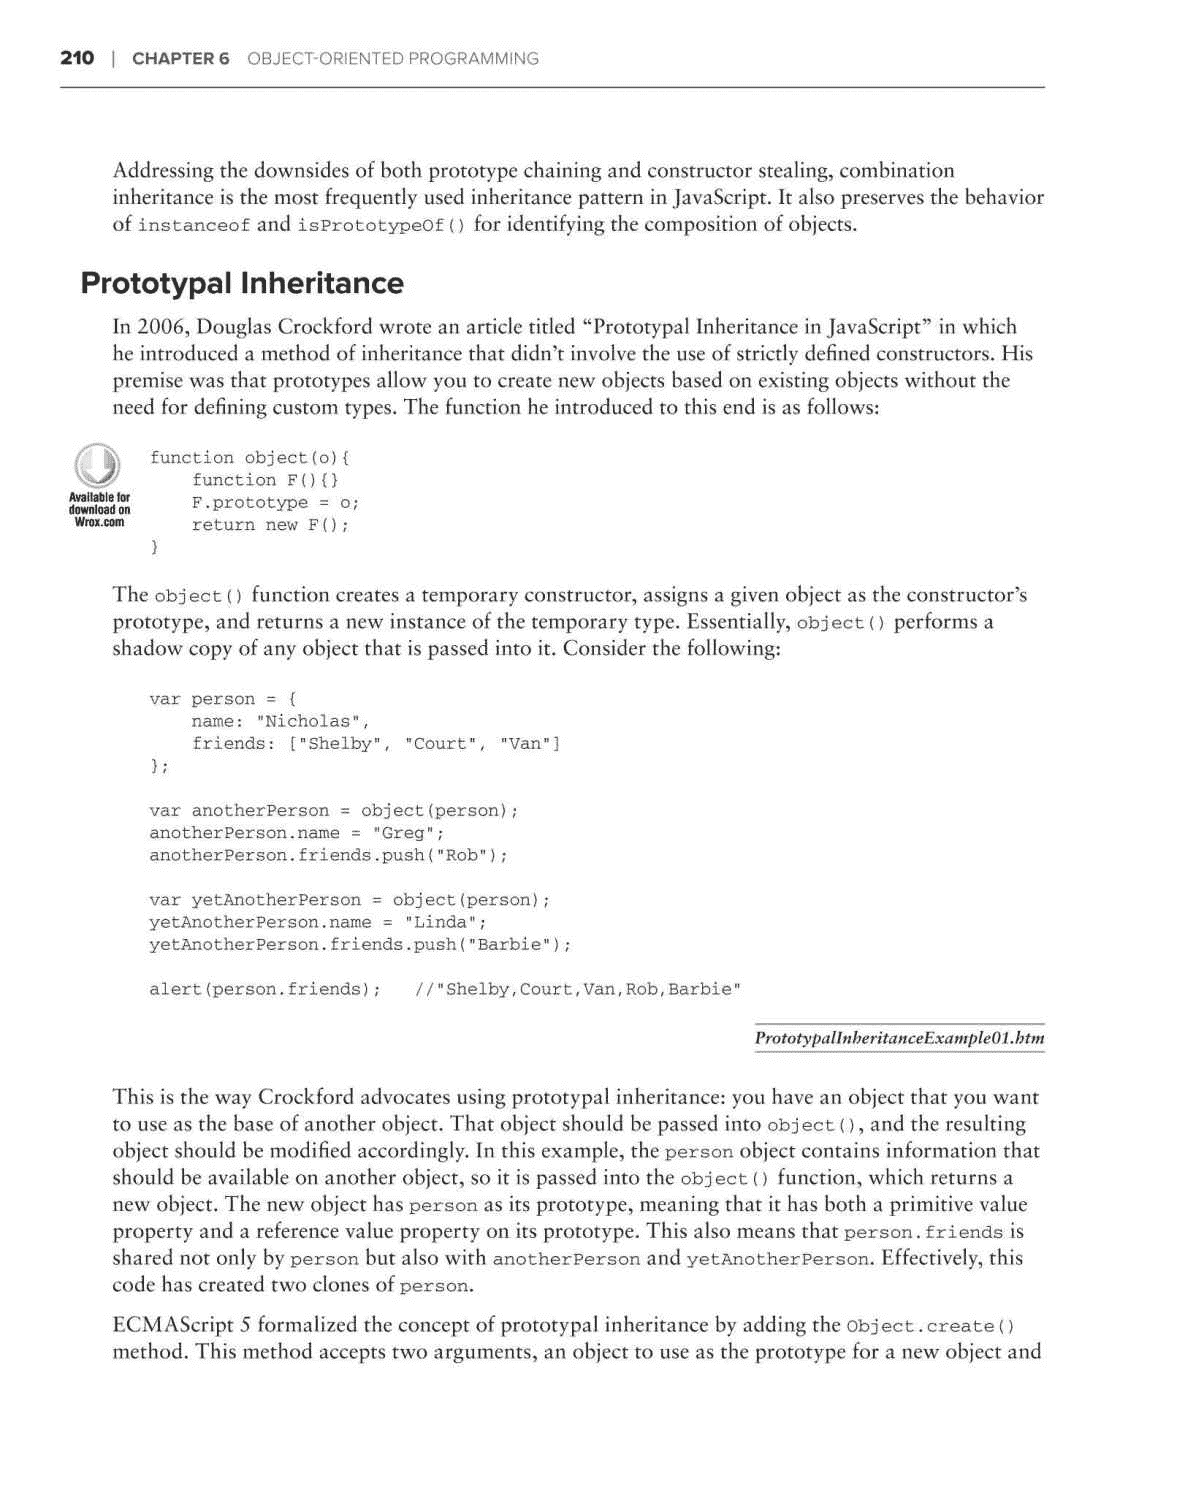 210 | CHAPTER 6 OBJECT-ORIENTED PROGRAMMING
Addressing the downsides of both prototype chaining and constructor stealing, combination
inheritance is the most frequently used inheritance pattern in JavaScript. It also preserves the behavior
of instanceof and isPrototypeOf() for identifying the composition of objects.
Prototypal Inheritance
In 2006, Douglas Crockford wrote an article titled “Prototypal Inheritance in JavaScript” in which
he introduced a method of inheritance that didn’t involve the use of strictly defined constructors. His
premise was that prototypes allow you to create new objects based on existing objects without the
need for defining custom types. The function he introduced to this end is as follows:
Available for
download on
Wrox.com
function object(o){
    function F(){}
    F.prototype = o;
    return new F();
}
The object() function creates a temporary constructor, assigns a given object as the constructor’s
prototype, and returns a new instance of the temporary type. Essentially, object() performs a
shadow copy of any object that is passed into it. Consider the following:
var person = {
    name: "Nicholas",
    friends: ["Shelby", "Court", "Van"]
};
var anotherPerson = object(person);
anotherPerson.name = "Greg";
anotherPerson.friends.push("Rob");
var yetAnotherPerson = object(person);
yetAnotherPerson.name = "Linda";
yetAnotherPerson.friends.push("Barbie");
alert(person.friends);   //"Shelby,Court,Van,Rob,Barbie"
PrototypalInheritanceExample01.htm
This is the way Crockford advocates using prototypal inheritance: you have an object that you want
to use as the base of another object. That object should be passed into object(), and the resulting
object should be modified accordingly. In this example, the person object contains information that
should be available on another object, so it is passed into the object() function, which returns a
new object. The new object has person as its prototype, meaning that it has both a primitive value
property and a reference value property on its prototype. This also means that person.friends is
shared not only by person but also with anotherPerson and yetAnotherPerson. Effectively, this
code has created two clones of person.
ECMAScript 5 formalized the concept of prototypal inheritance by adding the Object.create()
method. This method accepts two arguments, an object to use as the prototype for a new object and